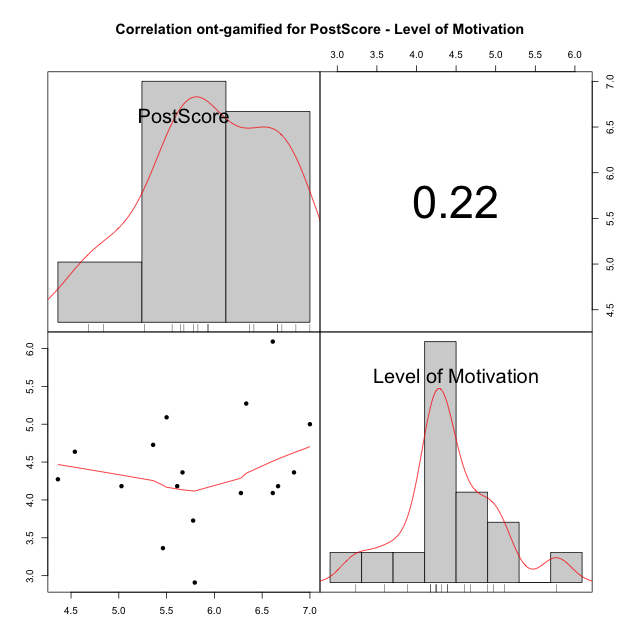 Correlation ont-gamified for PostScore - Level of Motivation
3.0 3.5 4.0 4.5 5.0 5.5 6.0
PostScore
0.22
7.0
6.5
6.0
5.5
5.0
4.5
6.0
5.5
5.0
4.5
4.0
3.5
3.0
Level of Motivation
4.5 5.0 5.5 6.0 6.5 7.0